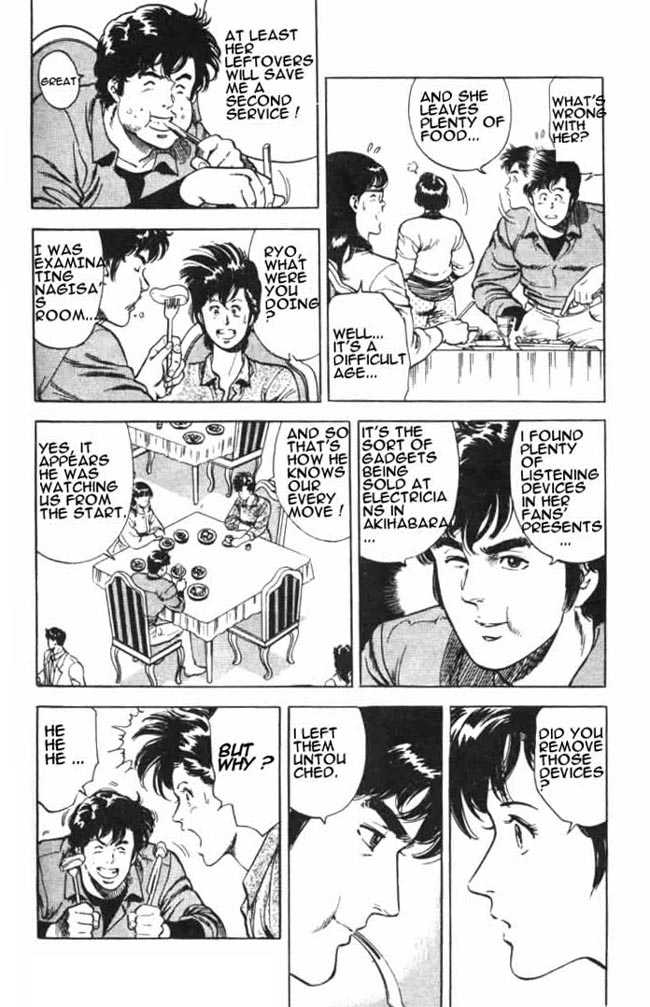 WHAT'S
WRONG
WITH
HER?
AND SHE
LEAVES
PLENTY OF
FOOD...
WELL...
IT'S A
DIFFICULT
AGE...
AT LEAST
HER
LEFTOVERS
WILL SAVE
ME A
SECOND
SERVICE !
GREAT
RYO,
WHAT
WERE
YOU
DOING
?
I WAS
EXAMINA
TING
NAGISA'
S
ROOM...
I FOUND
PLENTY
OF
LISTENING
DEVICES
IN HER
FANS'
PRESENTS
...
IT'S THE
SORT OF
GADGETS
BEING
SOLD AT
ELECTRICIA
NS IN
AKIHABARA
...
AND SO
THAT'S
HOW HE
KNOWS
OUR
EVERY
MOVE !
YES, IT
APPEARS
HE WAS
WATCHING
US FROM
THE START.
DID YOU
REMOVE
THOSE
DEVICES
?
I LEFT
THEM
UNTOU
CHED.
BUT
WHY ?
HE
HE
HE ...